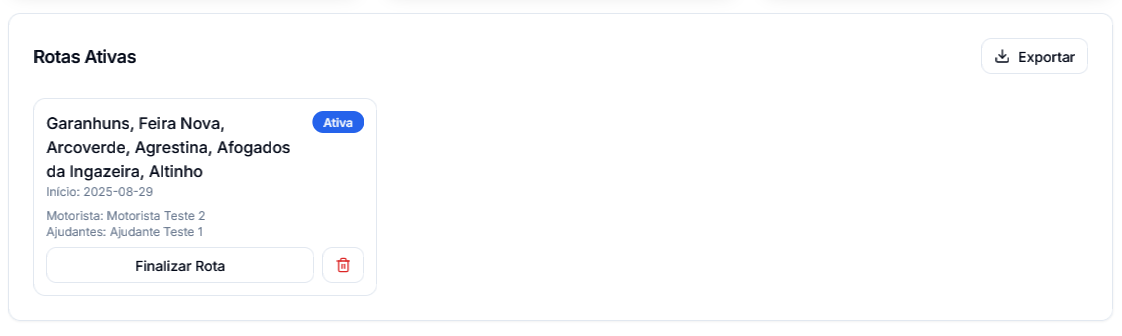 Rotas Ativas
Exportar
Garanhuns, Feira Nova,
Arcoverde, Agrestina, Afogados
da Ingazeira, Altinho
Ativa
Início: 2025-08-29
Motorista: Motorista Teste 2
Ajudantes: Ajudante Teste 1
Finalizar Rota